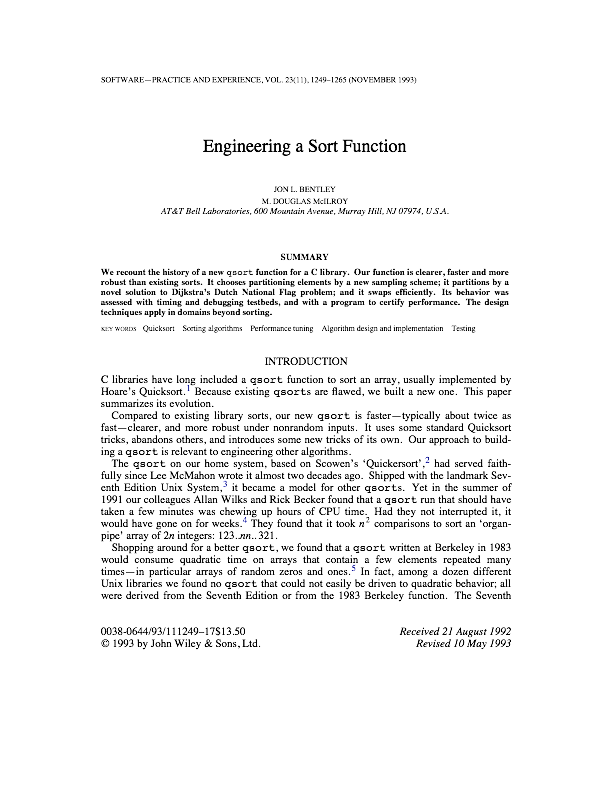 SOFTWARE—PRACTICE AND EXPERIENCE, VOL. 23(11), 1249–1265 (NOVEMBER 1993)
Engineering a Sort Function
JON L. BENTLEY
M. DOUGLAS McILROY
AT&T Bell Laboratories, 600 Mountain Avenue, Murray Hill, NJ 07974, U.S.A.
SUMMARY
We recount the history of a new qsort function for a C library. Our function is clearer, faster and more
robust than existing sorts. It chooses partitioning elements by a new sampling scheme; it partitions by a
novel solution to Dijkstra's Dutch National Flag problem; and it swaps efficiently. Its behavior was
assessed with timing and debugging testbeds, and with a program to certify performance. The design
techniques apply in domains beyond sorting.
KEY WORDS Quicksort Sorting algorithms Performance tuning Algorithm design and implementation Testing
INTRODUCTION
C libraries have long included a qsort function to sort an array, usually implemented by
Hoare's Quicksort.1 Because existing qsorts are flawed, we built a new one. This paper
summarizes its evolution.
Compared to existing library sorts, our new qsort is faster—typically about twice as
fast—clearer, and more robust under nonrandom inputs. It uses some standard Quicksort
tricks, abandons others, and introduces some new tricks of its own. Our approach to build-
ing a qsort is relevant to engineering other algorithms.
The qsort on our home system, based on Scowen's ‘Quickersort’,2 had served faith-
fully since Lee McMahon wrote it almost two decades ago. Shipped with the landmark Sev-
enth Edition Unix System,3 it became a model for other qsorts. Yet in the summer of
1991 our colleagues Allan Wilks and Rick Becker found that a qsort run that should have
taken a few minutes was chewing up hours of CPU time. Had they not interrupted it, it
would have gone on for weeks.4 They found that it took n2 comparisons to sort an ‘organ-
pipe’ array of 2n integers: 123..nn.. 321.
Shopping around for a better qsort, we found that a qsort written at Berkeley in 1983
would consume quadratic time on arrays that contain a few elements repeated many
times—in particular arrays of random zeros and ones.5 In fact, among a dozen different
Unix libraries we found no qsort that could not easily be driven to quadratic behavior; all
were derived from the Seventh Edition or from the 1983 Berkeley function. The Seventh
0038-0644/93/111249–17$13.50
Received 21 August 1992
© 1993 by John Wiley & Sons, Ltd.
Revised 10 May 1993